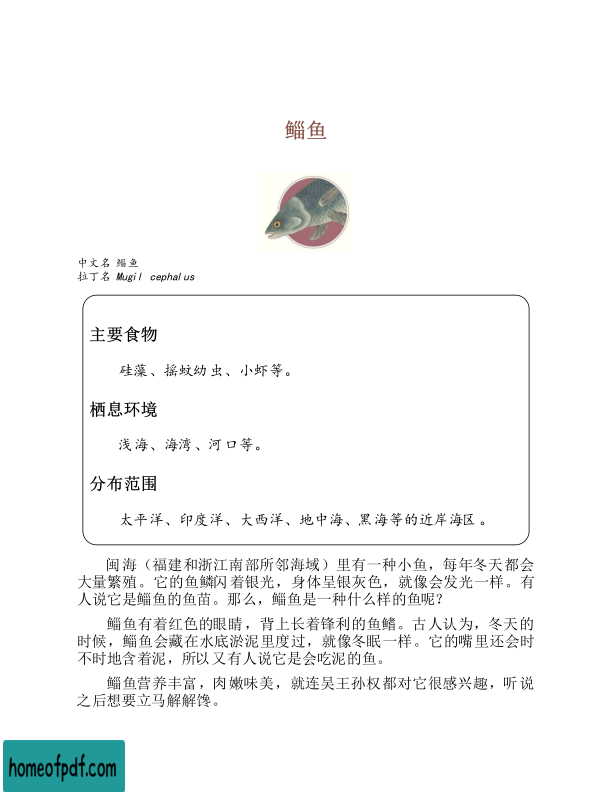 鲻鱼
中文名 鲻鱼
拉丁名 Mugil cephalus
主要食物
硅藻、摇蚊幼虫、小虾等。
栖息环境
浅海、海湾、河口等。
分布范围
太平洋、印度洋、大西洋、地中海、黑海等的近岸海区。
闽海（福建和浙江南部所邻海域）里有一种小鱼，每年冬天都会
大量繁殖。它的鱼鳞闪着银光，身体呈银灰色，就像会发光一样。有
人说它是鲻鱼的鱼苗。那么，鲻鱼是一种什么样的鱼呢？
鲻鱼有着红色的眼睛，背上长着锋利的鱼鳍。古人认为，冬天的
时候，鲻鱼会藏在水底淤泥里度过，就像冬眠一样。它的嘴里还会时
不时地含着泥，所以又有人说它是会吃泥的鱼。
鲻鱼营养丰富，肉嫩味美，就连吴王孙权都对它很感兴趣，听说
之后想要立马解解馋。
homeofpdf.com